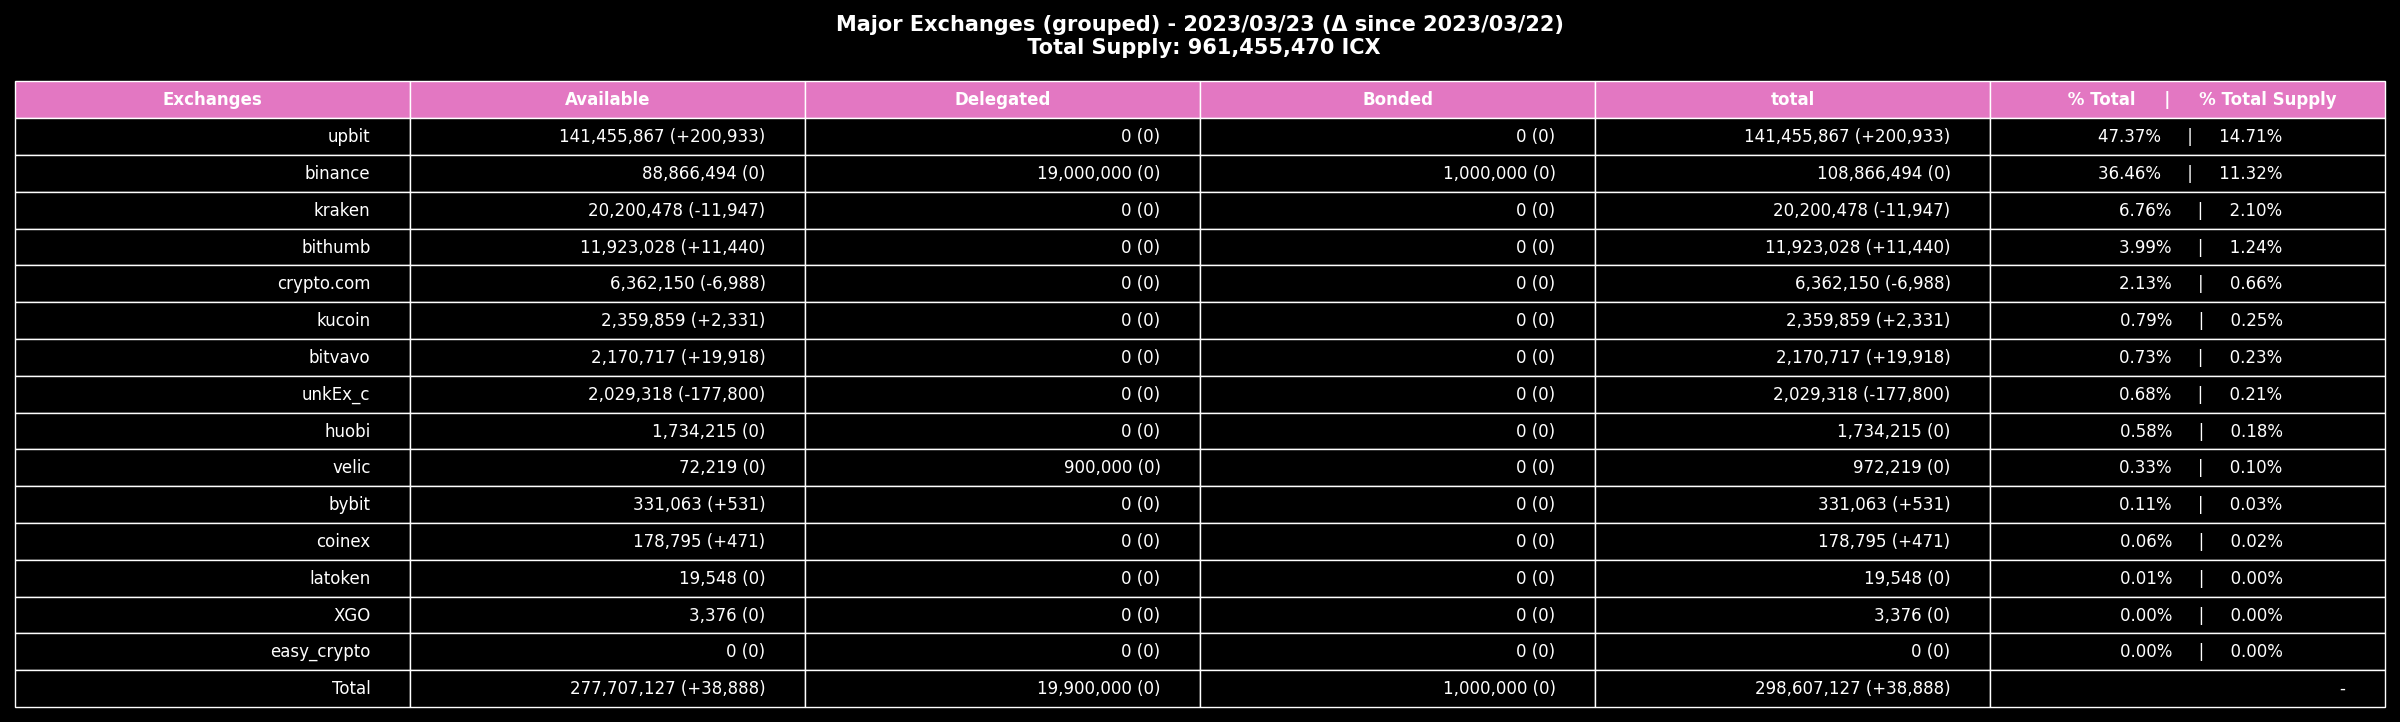 Major Exchanges (grouped) - 2023/03/23 (Δ since 2023/03/22)
Total Supply: 961,455,470 ICX
Exchanges Available Delegated Bonded total % Total | % Total Supply
upbit 141,455,867 (+200,933) 0 (0) 0 (0) 141,455,867 (+200,933) 47.37% | 14.71%
binance 88,866,494 (0) 19,000,000 (0) 1,000,000 (0) 108,866,494 (0) 36.46% | 11.32%
kraken 20,200,478 (-11,947) 0 (0) 0 (0) 20,200,478 (-11,947) 6.76% | 2.10%
bithumb 11,923,028 (+11,440) 0 (0) 0 (0) 11,923,028 (+11,440) 3.99% | 1.24%
crypto.com 6,362,150 (-6,988) 0 (0) 0 (0) 6,362,150 (-6,988) 2.13% | 0.66%
kucoin 2,359,859 (+2,331) 0 (0) 0 (0) 2,359,859 (+2,331) 0.79% | 0.25%
bitvavo 2,170,717 (+19,918) 0 (0) 0 (0) 2,170,717 (+19,918) 0.73% | 0.23%
unkEx_c 2,029,318 (-177,800) 0 (0) 0 (0) 2,029,318 (-177,800) 0.68% | 0.21%
huobi 1,734,215 (0) 0 (0) 0 (0) 1,734,215 (0) 0.58% | 0.18%
velic 72,219 (0) 900,000 (0) 0 (0) 972,219 (0) 0.33% | 0.10%
bybit 331,063 (+531) 0 (0) 0 (0) 331,063 (+531) 0.11% | 0.03%
coinex 178,795 (+471) 0 (0) 0 (0) 178,795 (+471) 0.06% | 0.02%
latoken 19,548 (0) 0 (0) 0 (0) 19,548 (0) 0.01% | 0.00%
XGO 3,376 (0) 0 (0) 0 (0) 3,376 (0) 0.00% | 0.00%
easy_crypto 0 (0) 0 (0) 0 (0) 0 (0) 0.00% | 0.00%
Total 277,707,127 (+38,888) 19,900,000 (0) 1,000,000 (0) 298,607,127 (+38,888) -